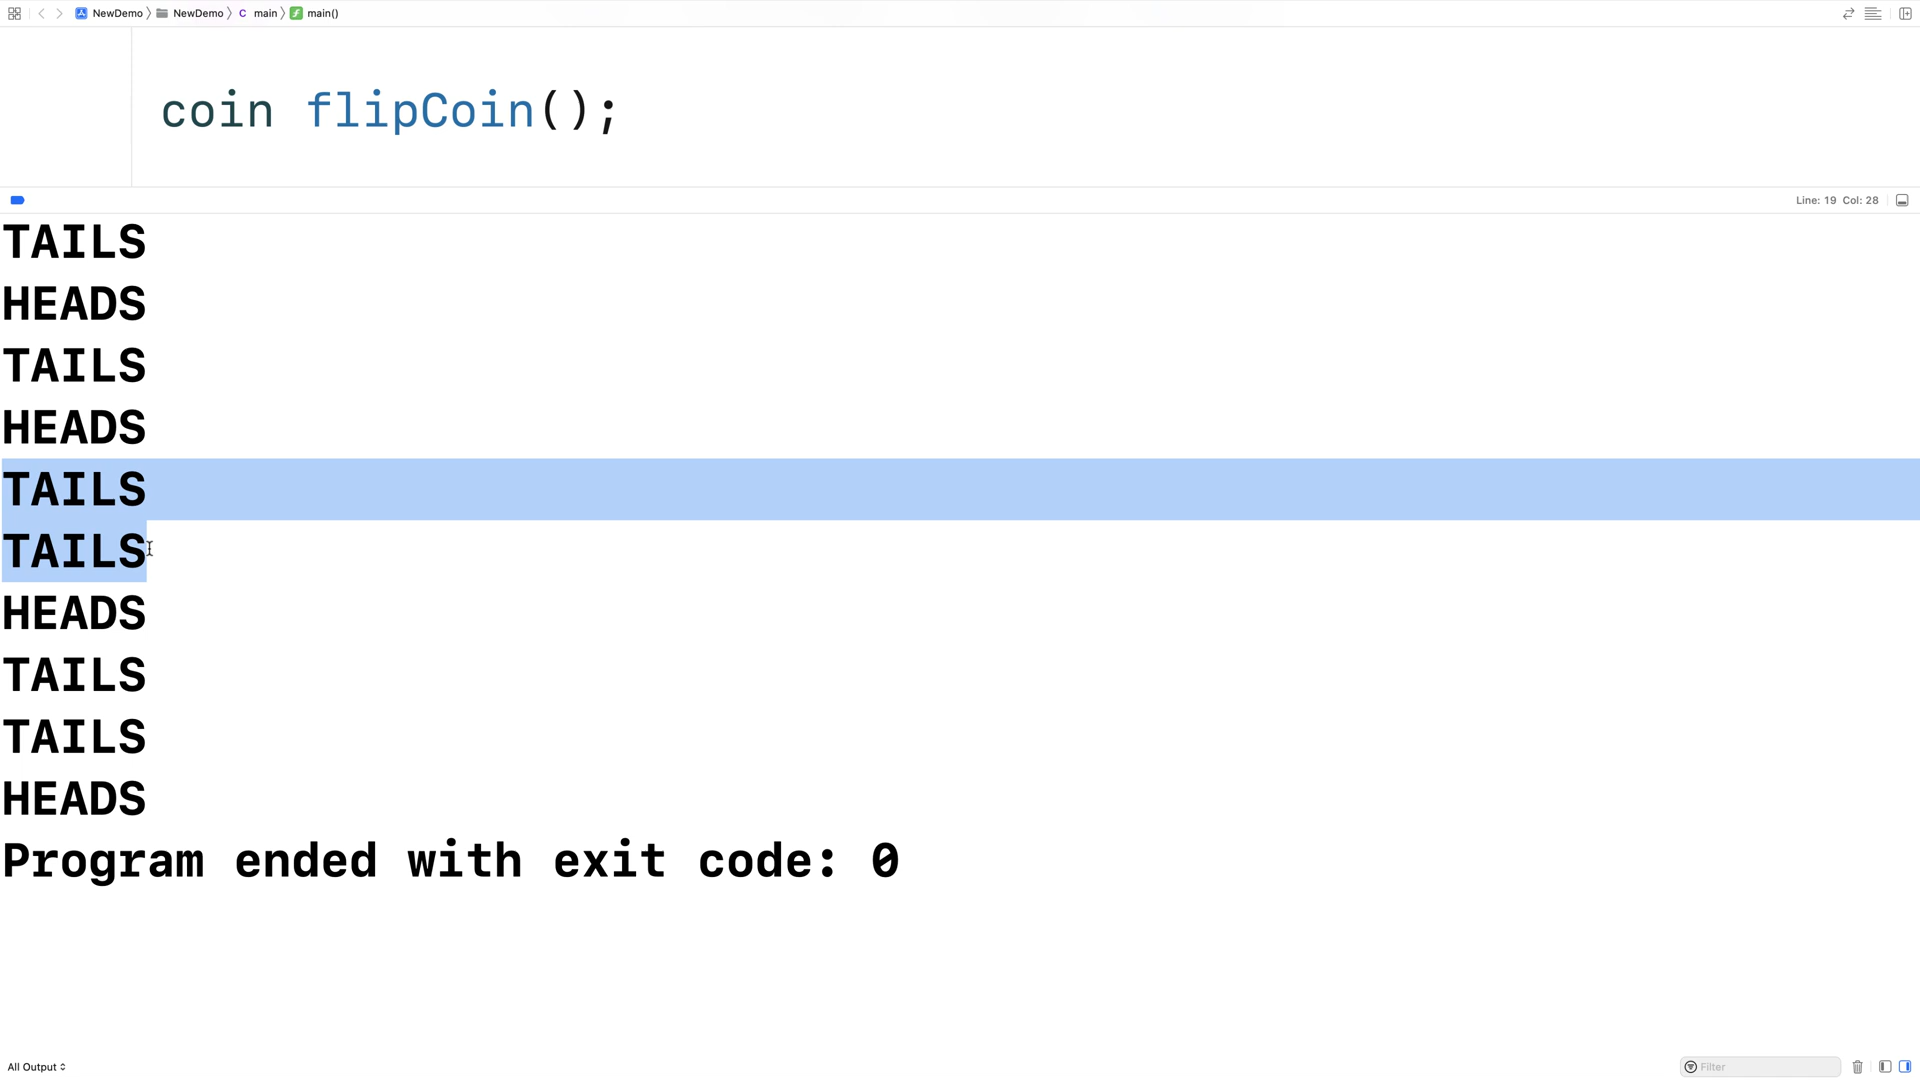 NewDemo 〉 NewDemo 〉 C main 〉 f main()
coin flipCoin();
Line: 19 Col: 28
TAILS
HEADS
TAILS
HEADS
TAILS
TAILS
HEADS
TAILS
TAILS
HEADS
Program ended with exit code: 0
All Output
Filter